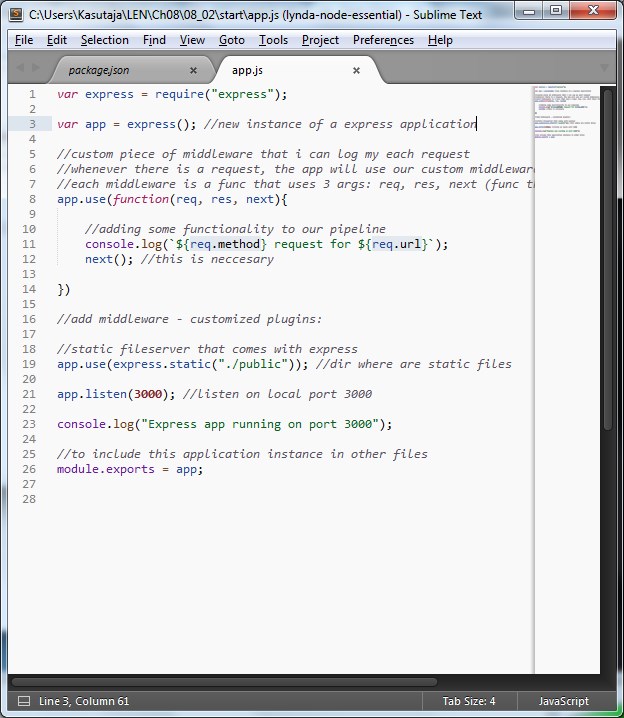 C:\Users\Kasutaja\LEN\Ch08\08_02\start\app.js (lynda-node-essential) - Sublime Text
File Edit Selection Find View Goto Tools Project Preferences Help
package.json × app.js ×
1 var express = require("express");
2
3 var app = express(); //new instance of a express application
4
5 //custom piece of middleware that i can log my each request
6 //whenever there is a request, the app will use our custom middlewar
7 //each middleware is a func that uses 3 args: req, res, next (func t
8 app.use(function(req, res, next){
9
10 //adding some functionality to our pipeline
11 console.log(`${req.method} request for ${req.url}`);
12 next(); //this is neccesary
13
14 })
15
16 //add middleware - customized plugins:
17
18 //static fileserver that comes with express
19 app.use(express.static("./public")); //dir where are static files
20
21 app.listen(3000); //listen on local port 3000
22
23 console.log("Express app running on port 3000");
24
25 //to include this application instance in other files
26 module.exports = app;
27
28
Line 3, Column 61 Tab Size: 4 JavaScript